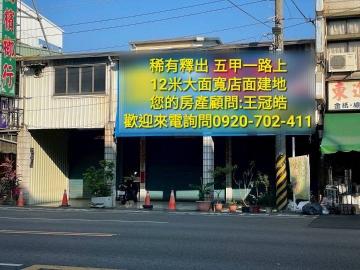 稀有釋出 五甲一路上
12米大面寬店面建地
您的房產顧問:王冠皓
歡迎來電詢問0920-702-411